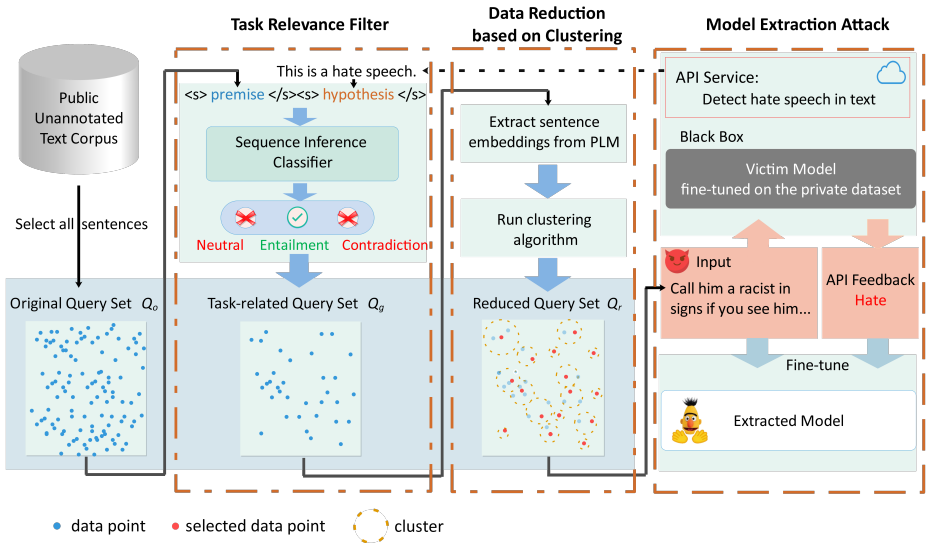 Task Relevance Filter
Data Reduction
based on Clustering
Model Extraction Attack
Public
Unannotated
Text Corpus
Select all sentences
Original Query Set Qo
This is a hate speech.
<s> premise </s><s> hypothesis </s>
Sequence Inference
Classifier
Neutral Entailment Contradiction
Task-related Query Set Qg
Extract sentence
embeddings from PLM
Run clustering
algorithm
Reduced Query Set Qr
API Service:
Detect hate speech in text
Black Box
Victim Model
fine-tuned on the private dataset
Input
Call him a racist in
signs if you see him...
API Feedback
Hate
Fine-tune
Extracted Model
data point
selected data point
cluster